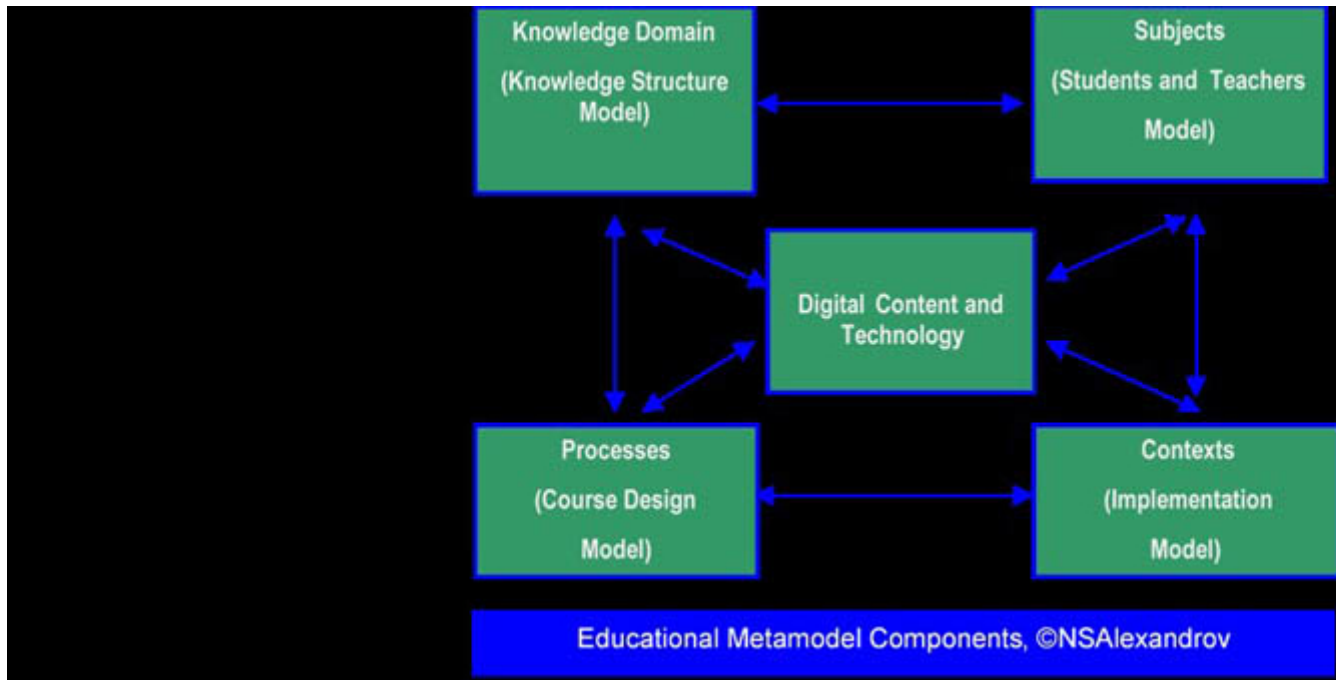 Knowledge Domain
(Knowledge Structure
Model)
Subjects
(Students and Teachers
Model)
Digital Content and
Technology
Processes
(Course Design
Model)
Contexts
(Implementation
Model)
Educational Metamodel Components, ©NSAlexandrov